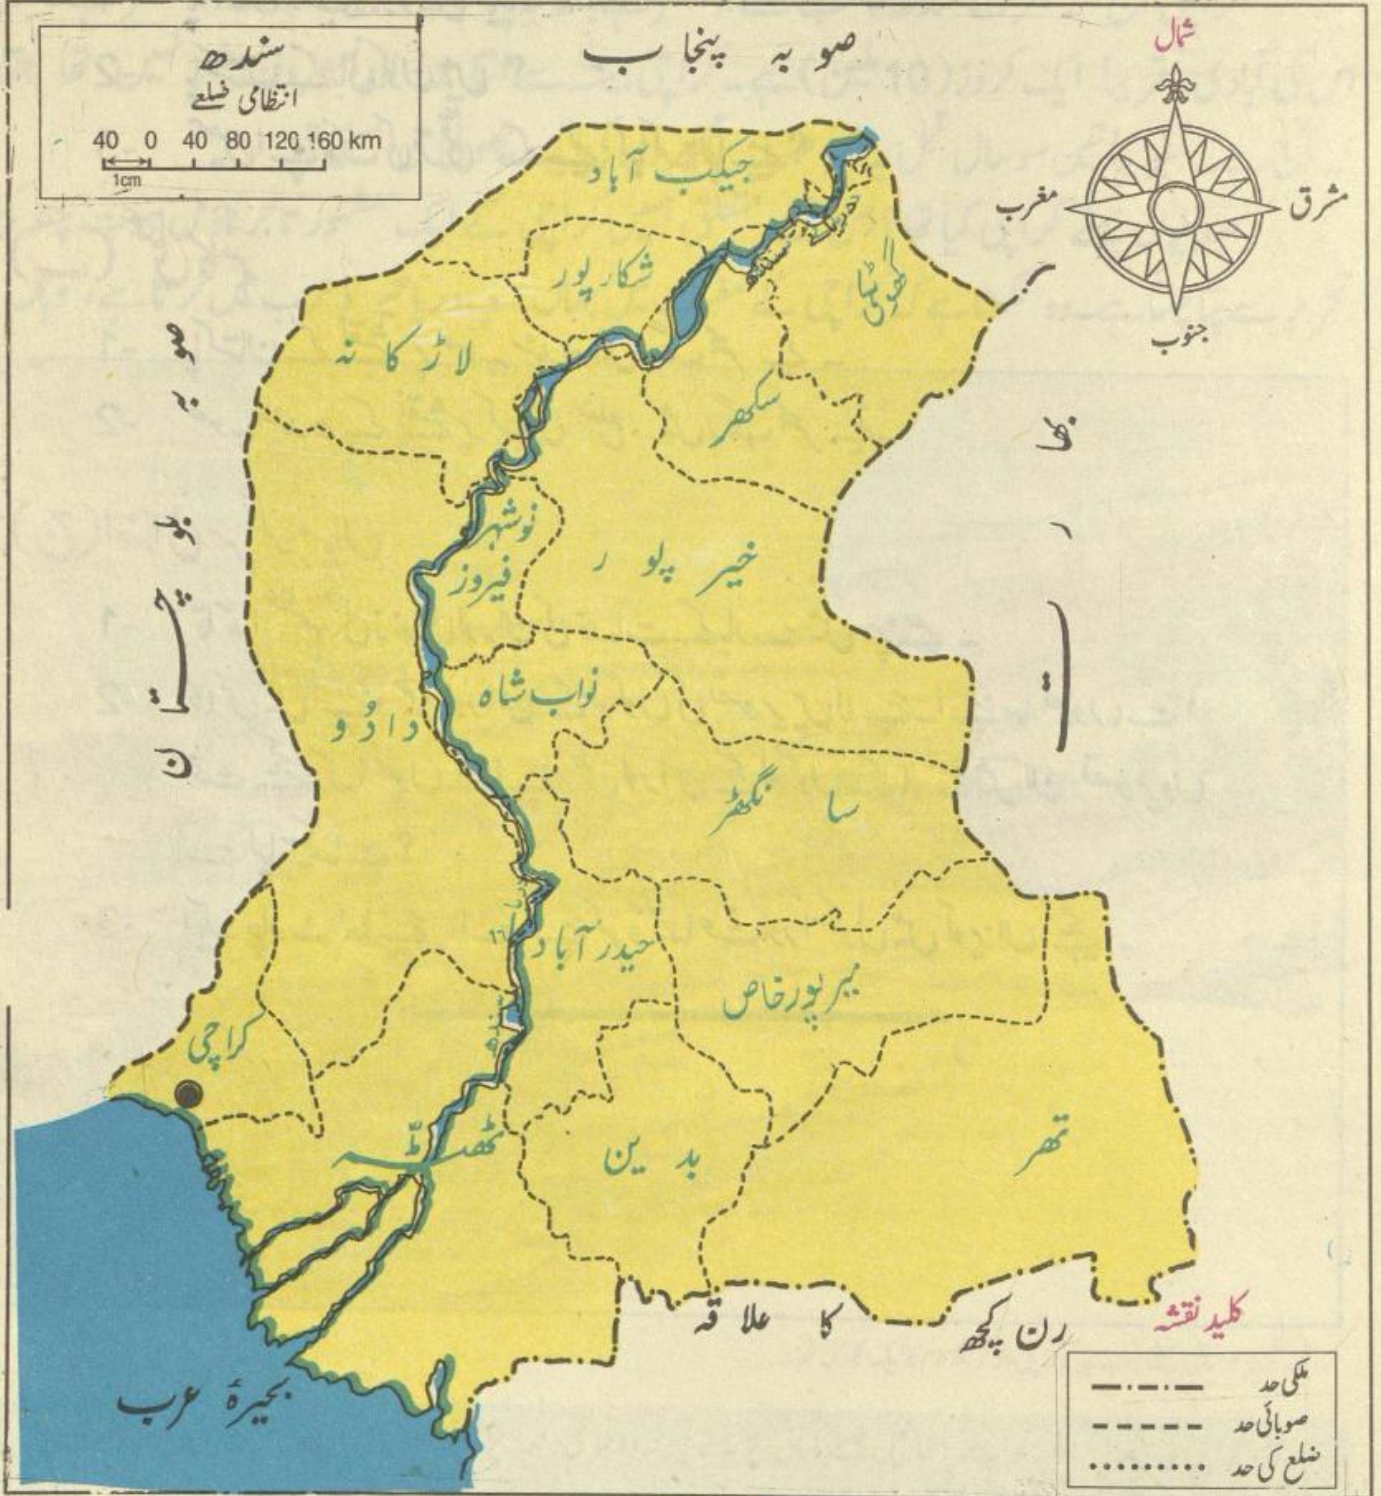 سندھ
انتظامی ضلعے
40 0 40 80 120 160 km
1cm
صوبہ پنجاب
شمال
مشرق
مغرب
جنوب
جیکب آباد
گھوٹکی
شکارپور
لاڑکانہ
سکھر
صوبہ بلوچستان
بھارت
نوشہرو فیروز
خیرپور
نواب شاہ
دادُو
سانگھڑ
حیدرآباد
میرپورخاص
کراچی
ٹھٹہ
بدین
تھر
رن کچھ کا علاقہ
بحیرۂ عرب
کلید نقشہ
ملکی حد
صوبائی حد
ضلع کی حد